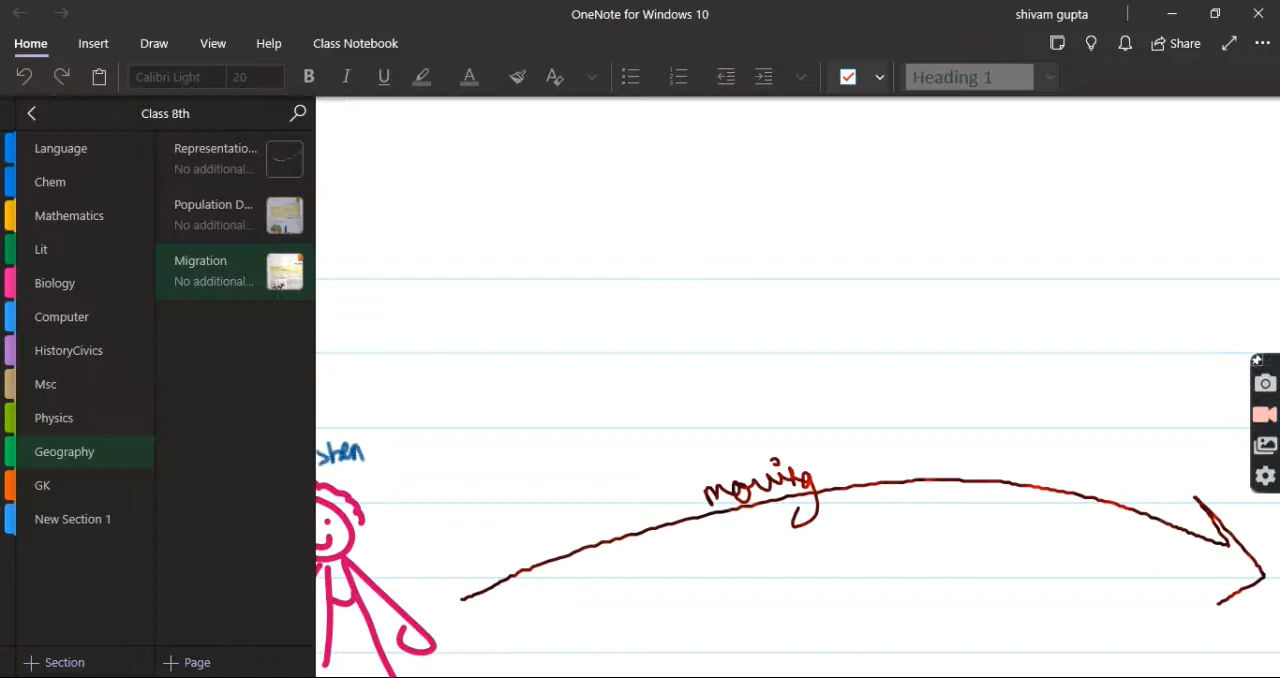 OneNote for Windows 10
shivam gupta
Home
Insert
Draw
View
Help
Class Notebook
Share
Calibri Light
20
B
I
U
A
Heading 1
Class 8th
Language
Chem
Mathematics
Lit
Biology
Computer
HistoryCivics
Msc
Physics
Geography
GK
New Section 1
Section
Representatio...
No additional...
Population D...
No additional...
Migration
No additional...
Page
moving